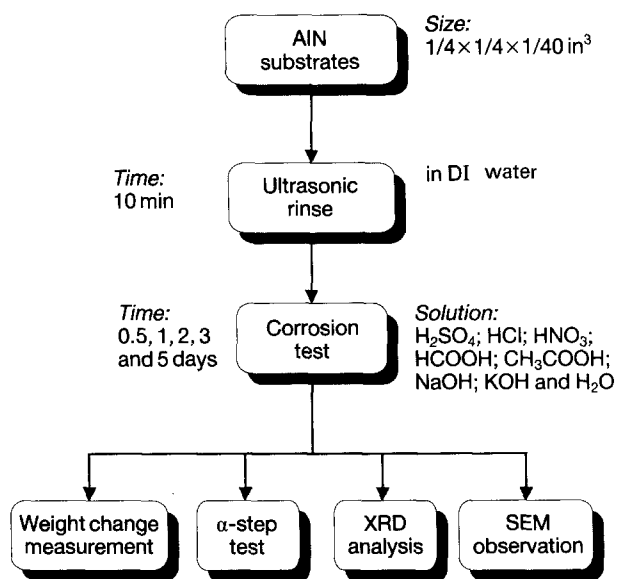 AlN
substrates
Size:
1/4×1/4×1/40 in³
Time:
10 min
Ultrasonic
rinse
in DI water
Time:
0.5, 1, 2, 3
and 5 days
Corrosion
test
Solution:
H₂SO₄; HCl; HNO₃;
HCOOH; CH₃COOH;
NaOH; KOH and H₂O
Weight change
measurement
α-step
test
XRD
analysis
SEM
observation